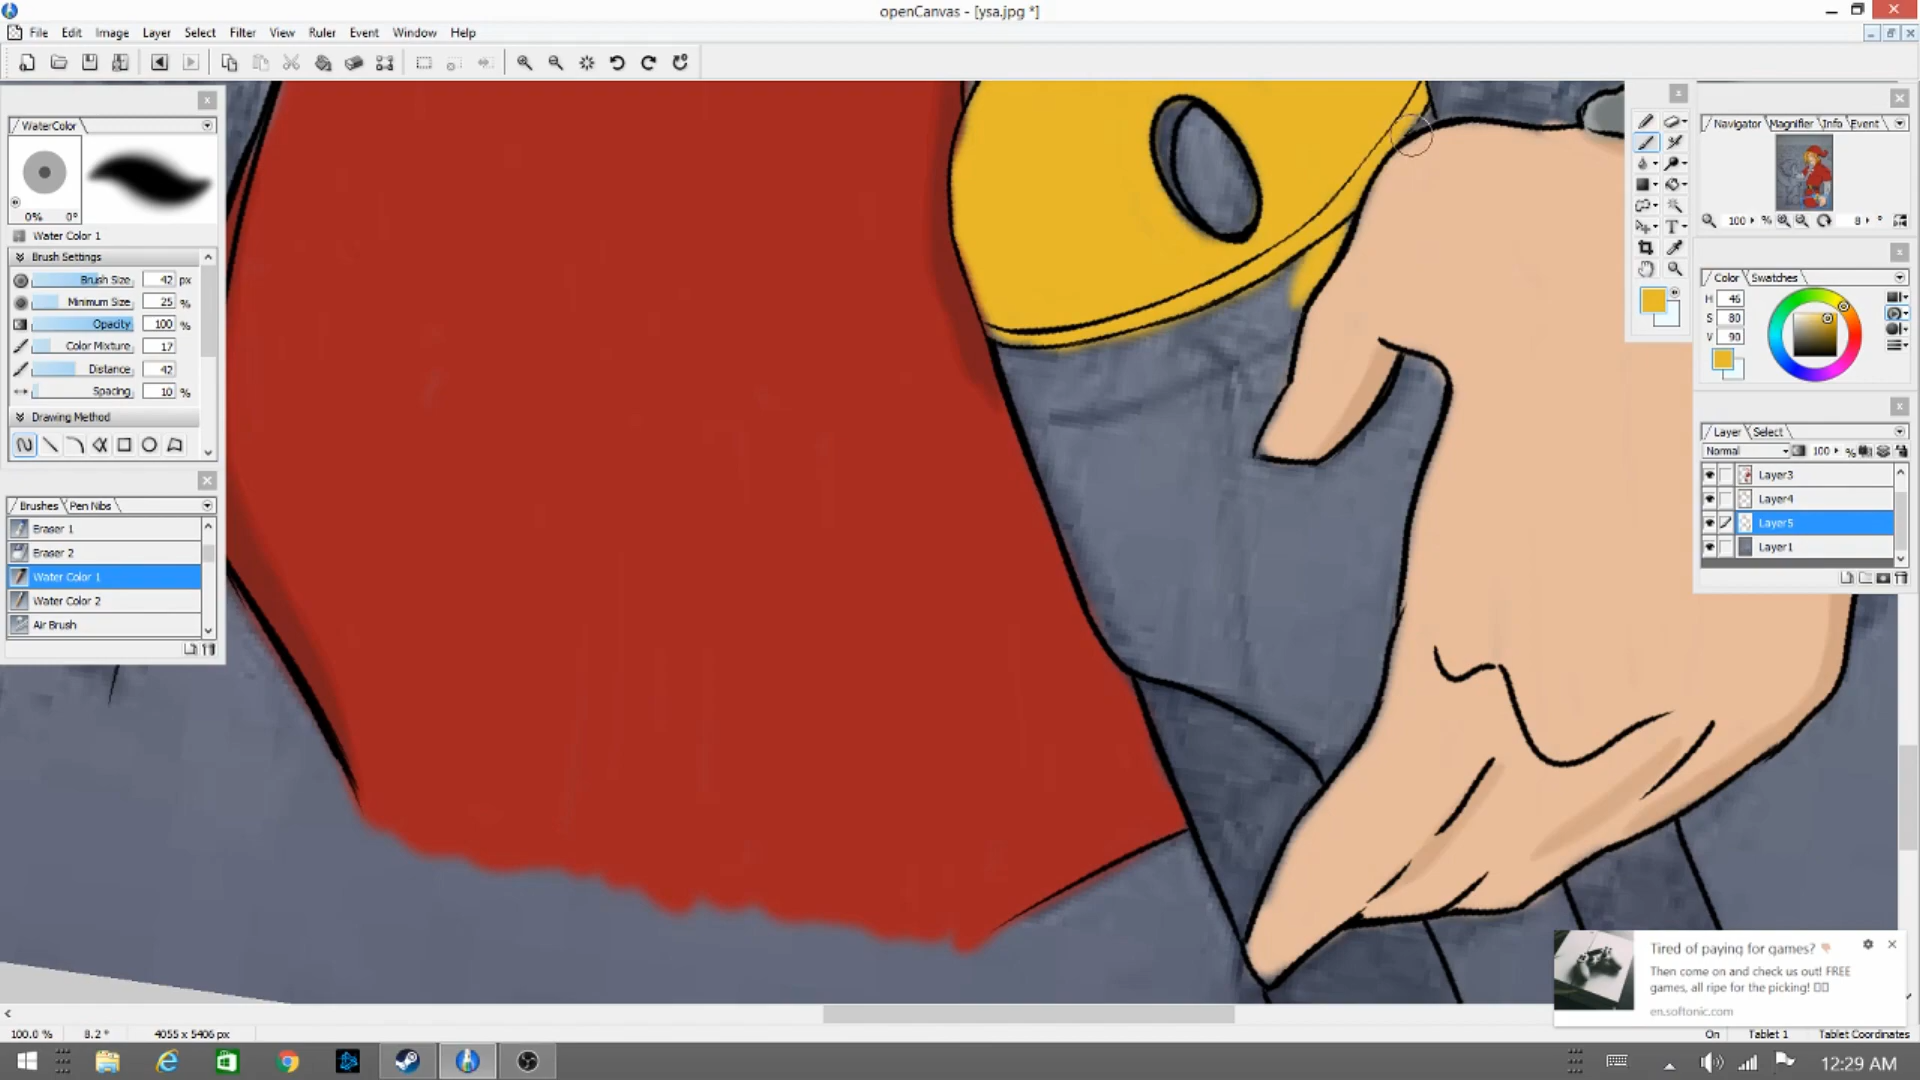 openCanvas - [ysa.jpg *]
File Edit Image Layer Select Filter View Ruler Event Window Help
WaterColor
0% 0°
Water Color 1
Brush Settings
Brush Size 42 px
Minimum Size 25 %
Opacity 100 %
Color Mixture 17
Distance 42
Spacing 10 %
Drawing Method
Brushes Pen Nibs
Eraser 1
Eraser 2
Water Color 1
Water Color 2
Air Brush
Navigator Magnifier Info Event
100 % 8 °
Color Swatches
H 46
S 80
V 90
Layer Select
Normal 100 %
Layer3
Layer4
Layer5
Layer1
Tired of paying for games?
Then come on and check us out! FREE
games, all ripe for the picking!
en.softonic.com
100.0 % 8.2 ° 4055 x 5406 px On Tablet 1 Tablet Coordinates
12:29 AM